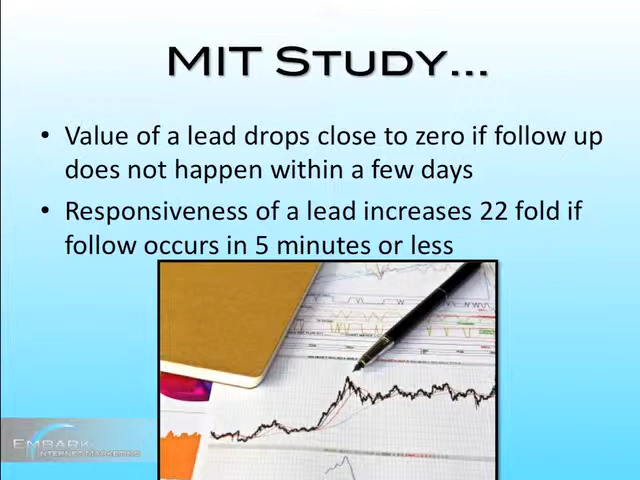 MIT STUDY...
• Value of a lead drops close to zero if follow up
does not happen within a few days
• Responsiveness of a lead increases 22 fold if
follow occurs in 5 minutes or less
EMBARK
INTERNET MARKETING